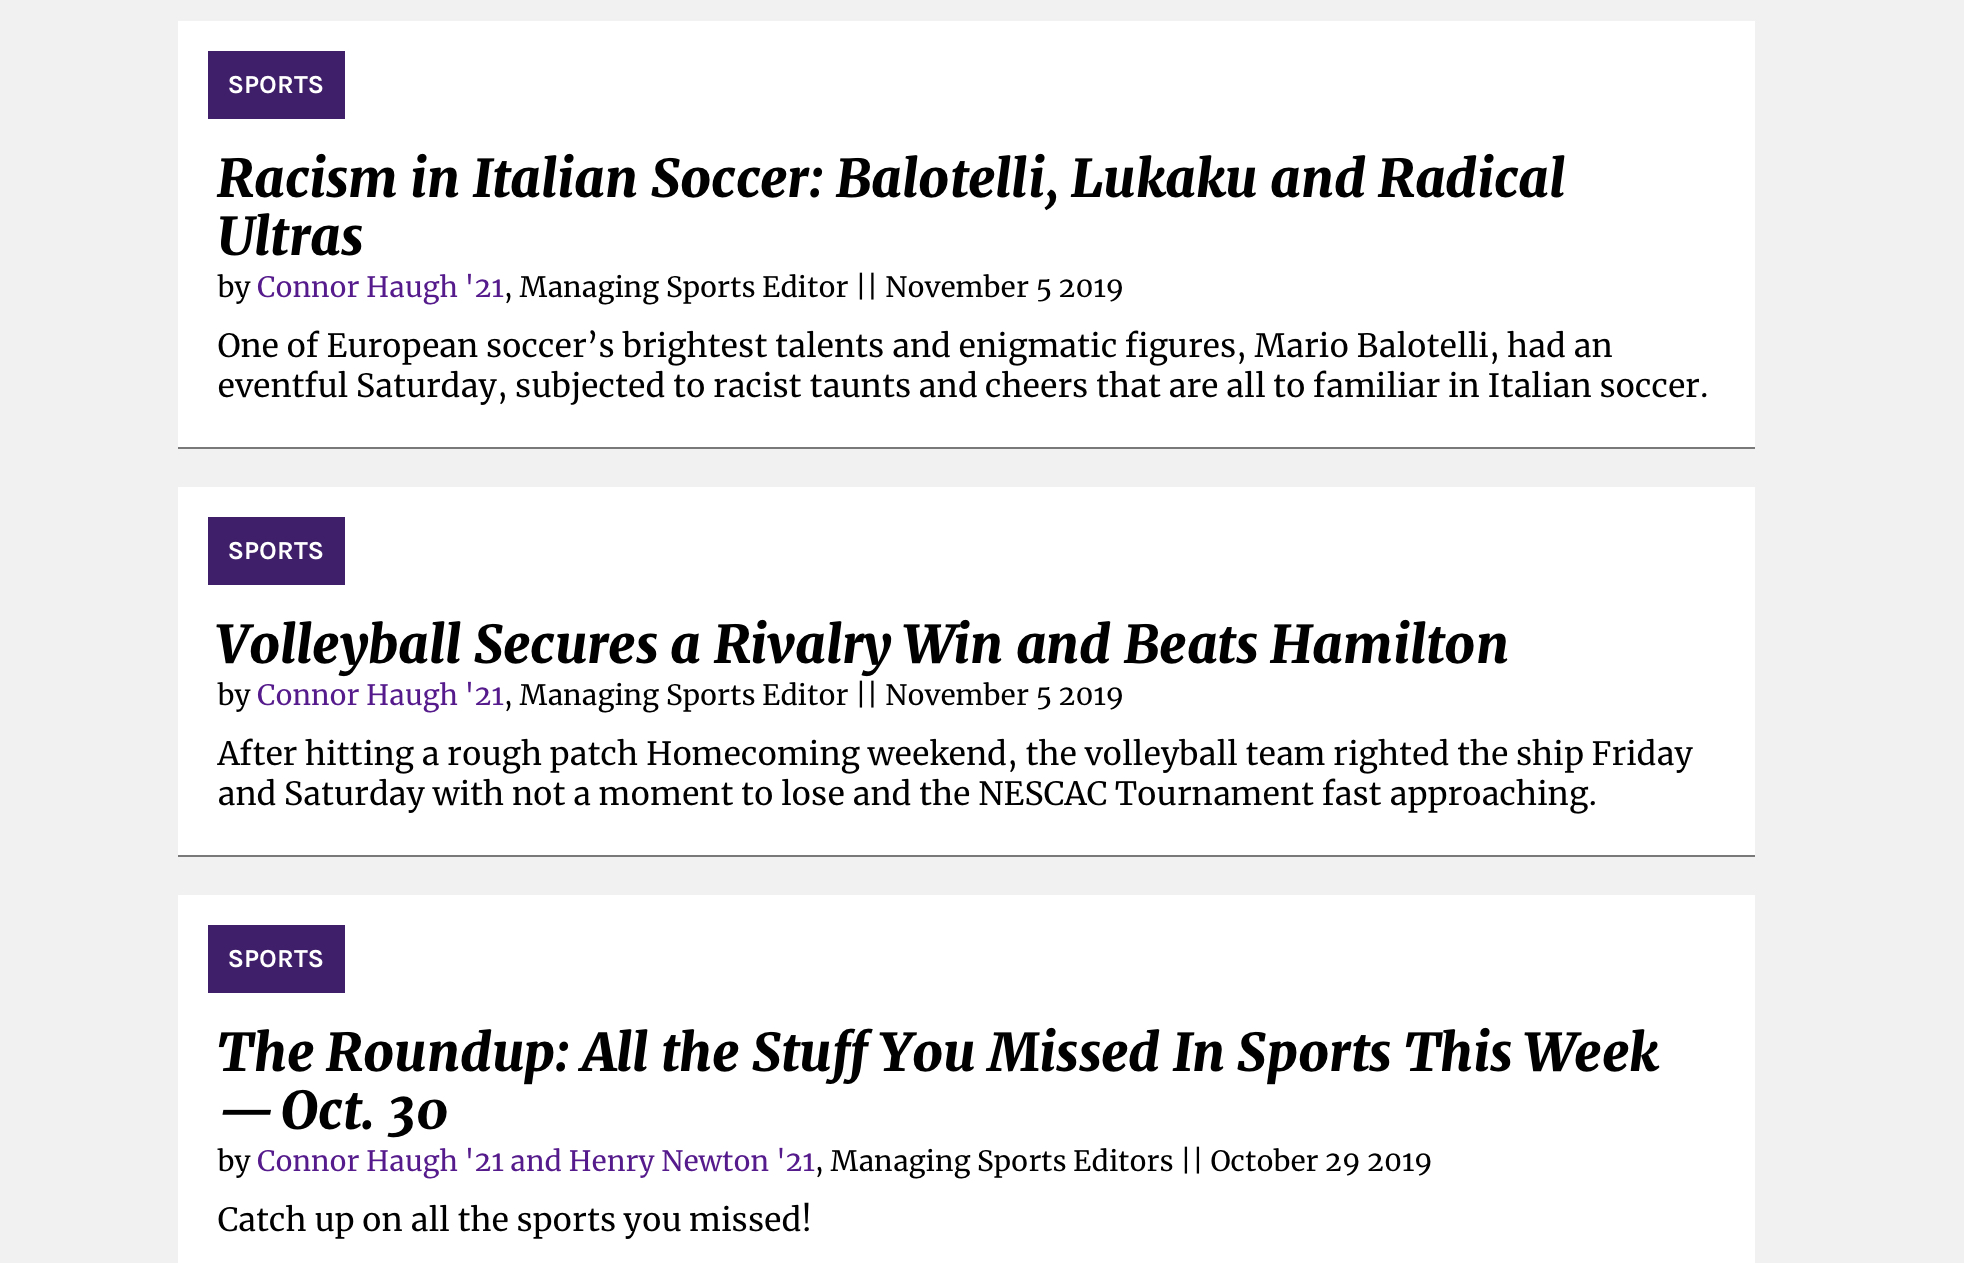 SPORTS
Racism in Italian Soccer: Balotelli, Lukaku and Radical
Ultras
by Connor Haugh '21, Managing Sports Editor || November 5 2019
One of European soccer’s brightest talents and enigmatic figures, Mario Balotelli, had an
eventful Saturday, subjected to racist taunts and cheers that are all to familiar in Italian soccer.
SPORTS
Volleyball Secures a Rivalry Win and Beats Hamilton
by Connor Haugh '21, Managing Sports Editor || November 5 2019
After hitting a rough patch Homecoming weekend, the volleyball team righted the ship Friday
and Saturday with not a moment to lose and the NESCAC Tournament fast approaching.
SPORTS
The Roundup: All the Stuff You Missed In Sports This Week
— Oct. 30
by Connor Haugh '21 and Henry Newton '21, Managing Sports Editors || October 29 2019
Catch up on all the sports you missed!